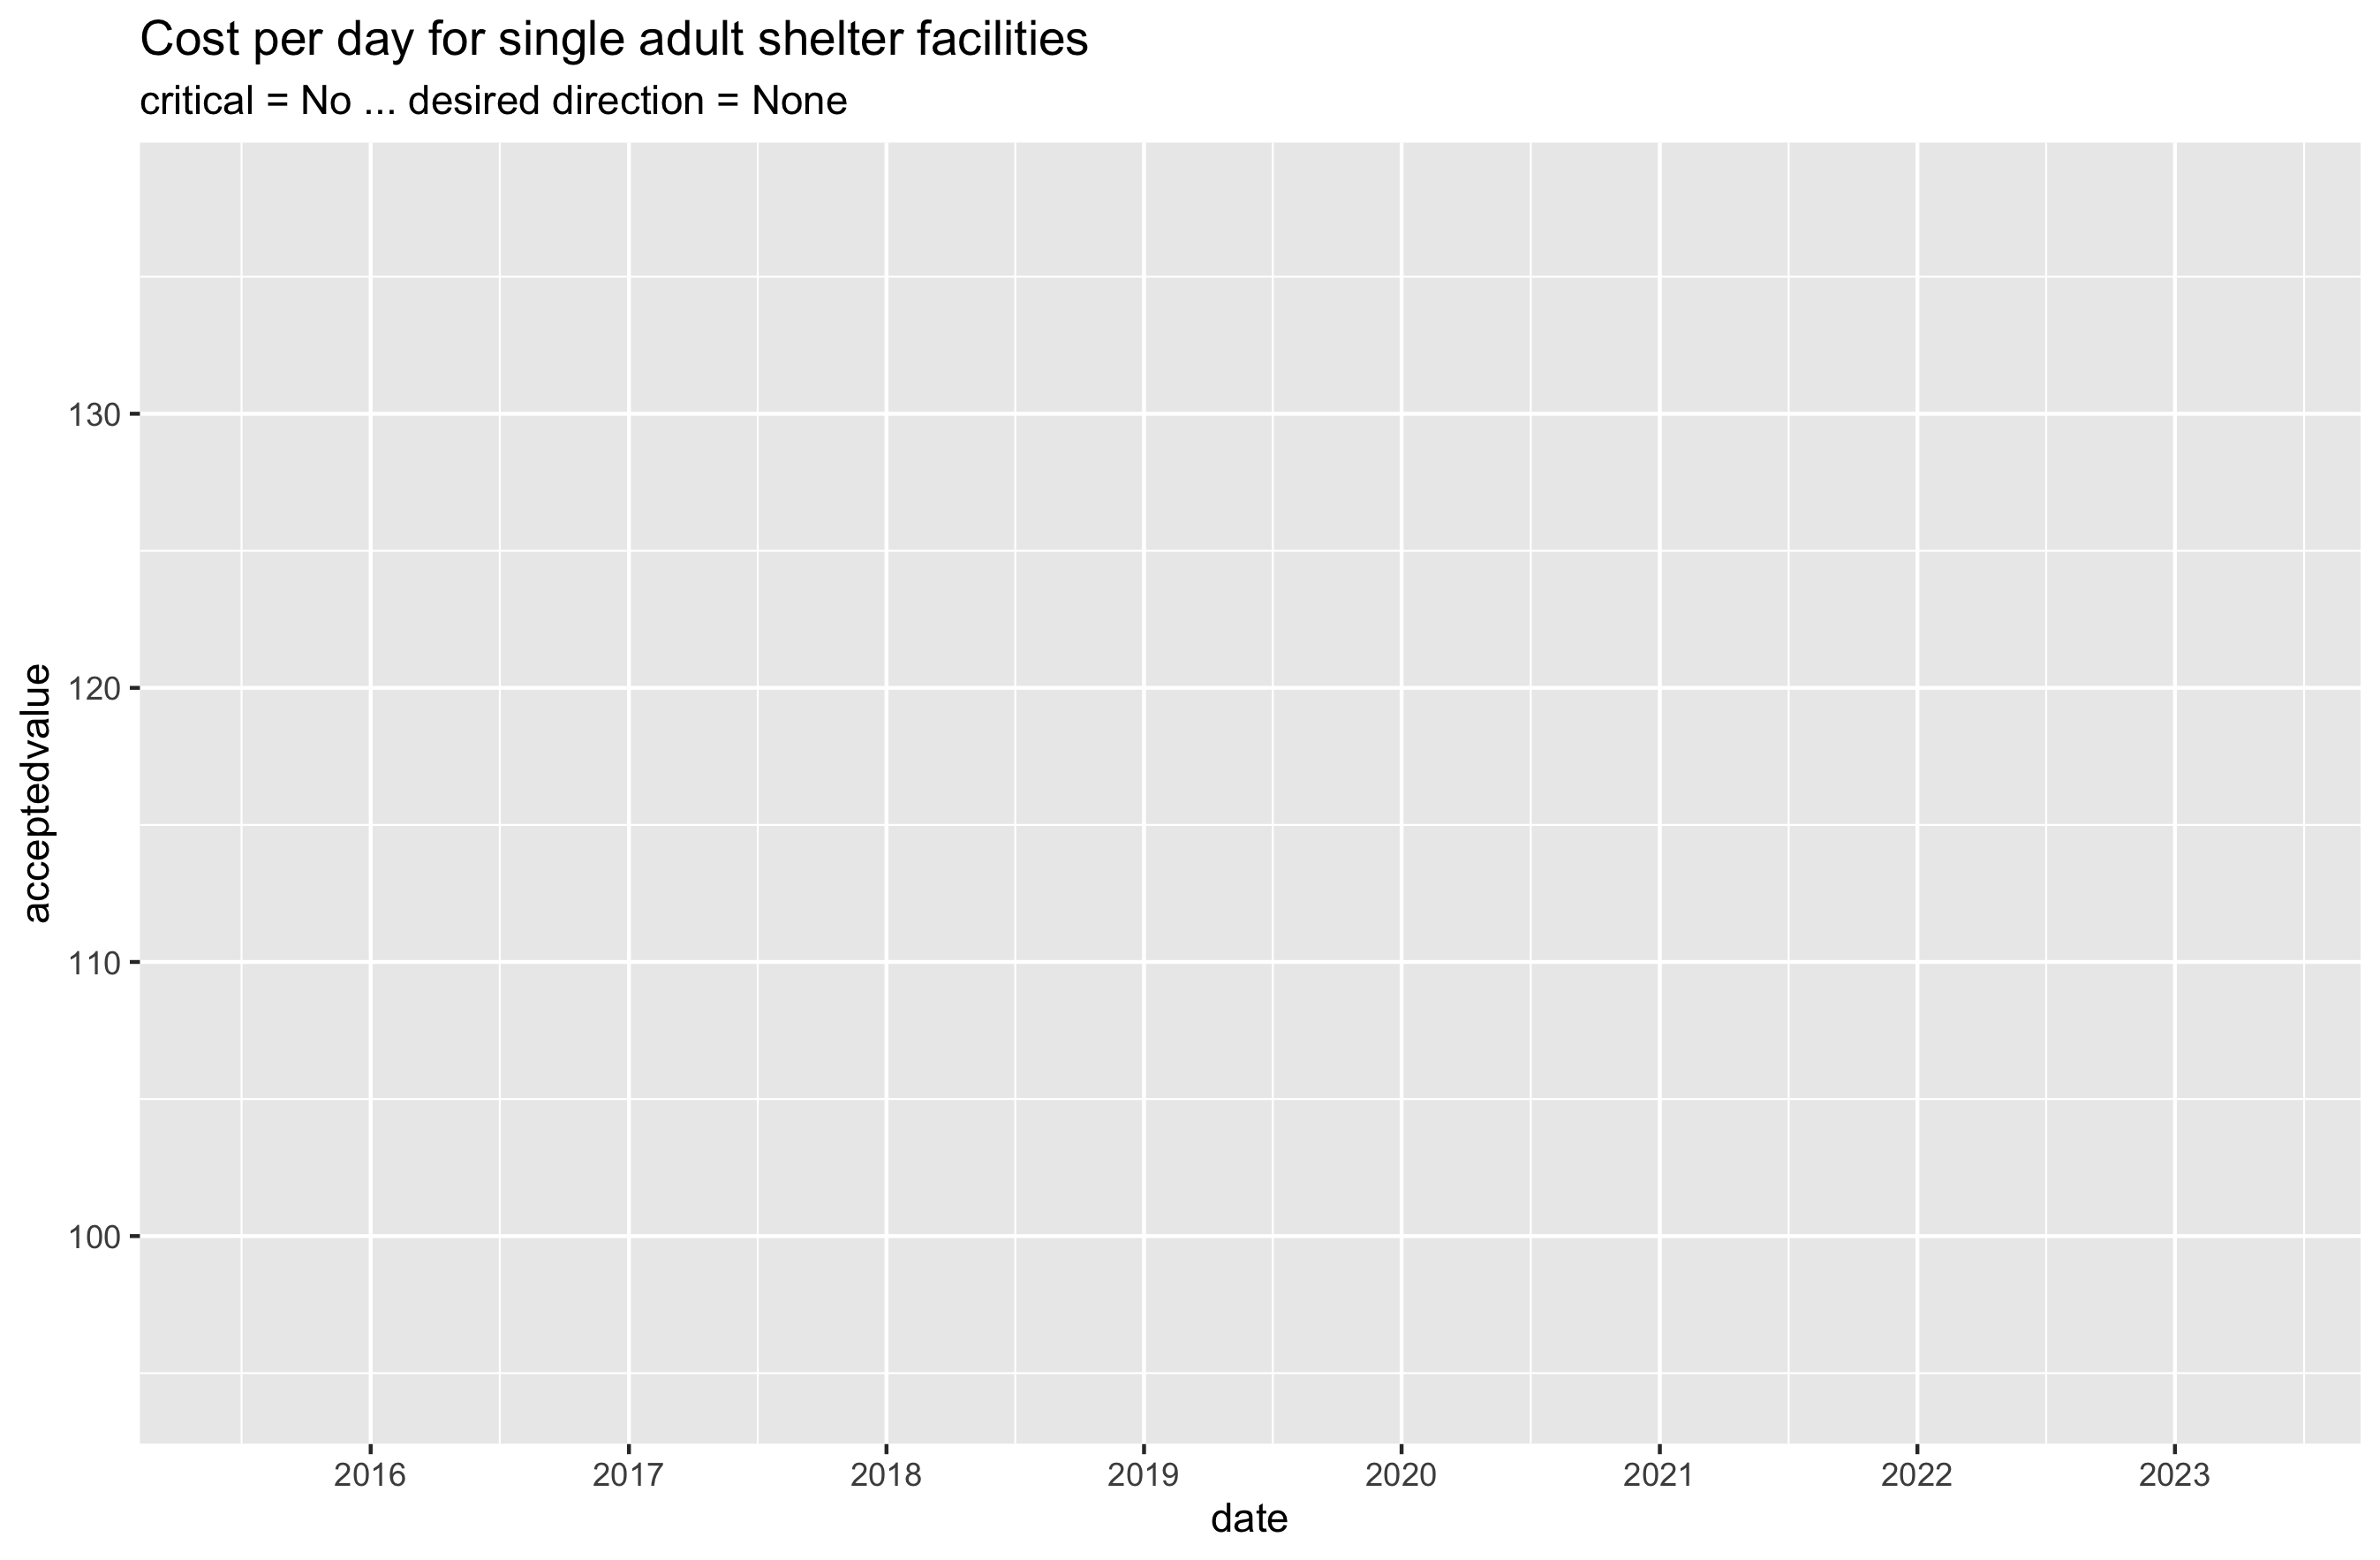 Cost per day for single adult shelter facilities
critical = No ... desired direction = None
acceptedvalue
130
120
110
100
2016 2017 2018 2019 2020 2021 2022 2023
date